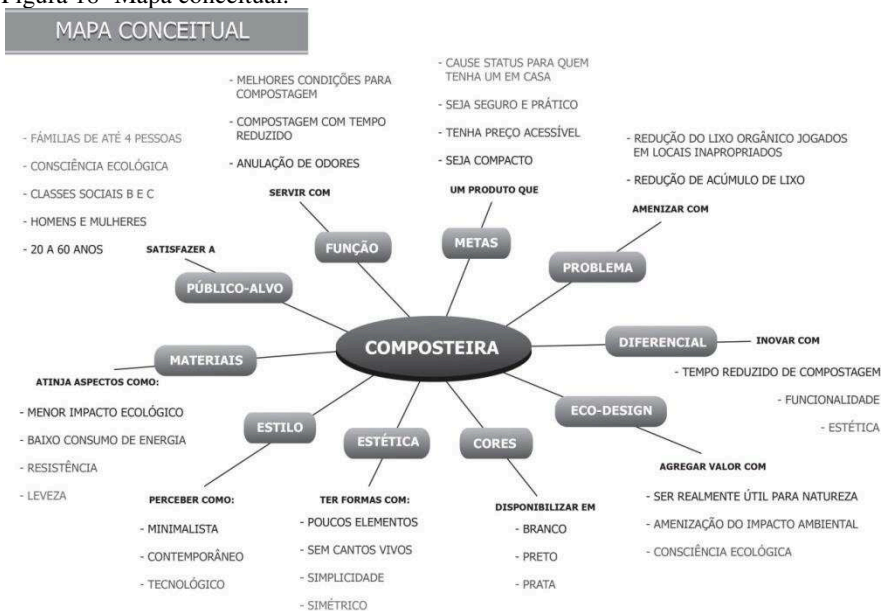 Figura 18- Mapa conceitual.
MAPA CONCEITUAL
- CAUSE STATUS PARA QUEM
TENHA UM EM CASA
- SEJA SEGURO E PRÁTICO
- TENHA PREÇO ACESSÍVEL
- SEJA COMPACTO
UM PRODUTO QUE
METAS
- MELHORES CONDIÇÕES PARA
COMPOSTAGEM
- COMPOSTAGEM COM TEMPO
REDUZIDO
- ANULAÇÃO DE ODORES
SERVIR COM
FUNÇÃO
- FÁMILIAS DE ATÉ 4 PESSOAS
- CONSCIÊNCIA ECOLÓGICA
- CLASSES SOCIAIS B E C
- HOMENS E MULHERES
- 20 A 60 ANOS
SATISFAZER A
PÚBLICO-ALVO
- REDUÇÃO DO LIXO ORGÂNICO JOGADOS
EM LOCAIS INAPROPRIADOS
- REDUÇÃO DE ACÚMULO DE LIXO
AMENIZAR COM
PROBLEMA
COMPOSTEIRA
DIFERENCIAL
INOVAR COM
- TEMPO REDUZIDO DE COMPOSTAGEM
- FUNCIONALIDADE
- ESTÉTICA
MATERIAIS
ATINJA ASPECTOS COMO:
- MENOR IMPACTO ECOLÓGICO
- BAIXO CONSUMO DE ENERGIA
- RESISTÊNCIA
- LEVEZA
ESTILO
PERCEBER COMO:
- MINIMALISTA
- CONTEMPORÂNEO
- TECNOLÓGICO
ESTÉTICA
TER FORMAS COM:
- POUCOS ELEMENTOS
- SEM CANTOS VIVOS
- SIMPLICIDADE
- SIMÉTRICO
CORES
DISPONIBILIZAR EM
- BRANCO
- PRETO
- PRATA
ECO-DESIGN
AGREGAR VALOR COM
- SER REALMENTE ÚTIL PARA NATUREZA
- AMENIZAÇÃO DO IMPACTO AMBIENTAL
- CONSCIÊNCIA ECOLÓGICA